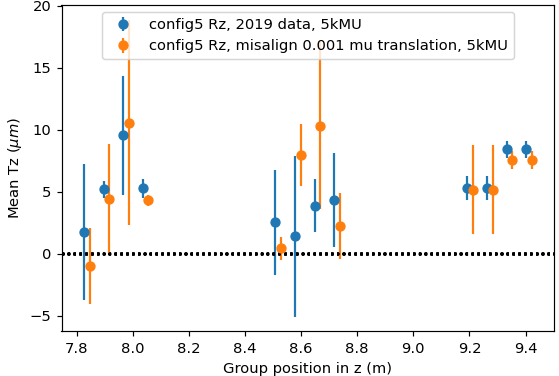 20
15
10
5
0
−5
Mean Tz (μm)
config5 Rz, 2019 data, 5kMU
config5 Rz, misalign 0.001 mu translation, 5kMU
7.8 8.0 8.2 8.4 8.6 8.8 9.0 9.2 9.4
Group position in z (m)